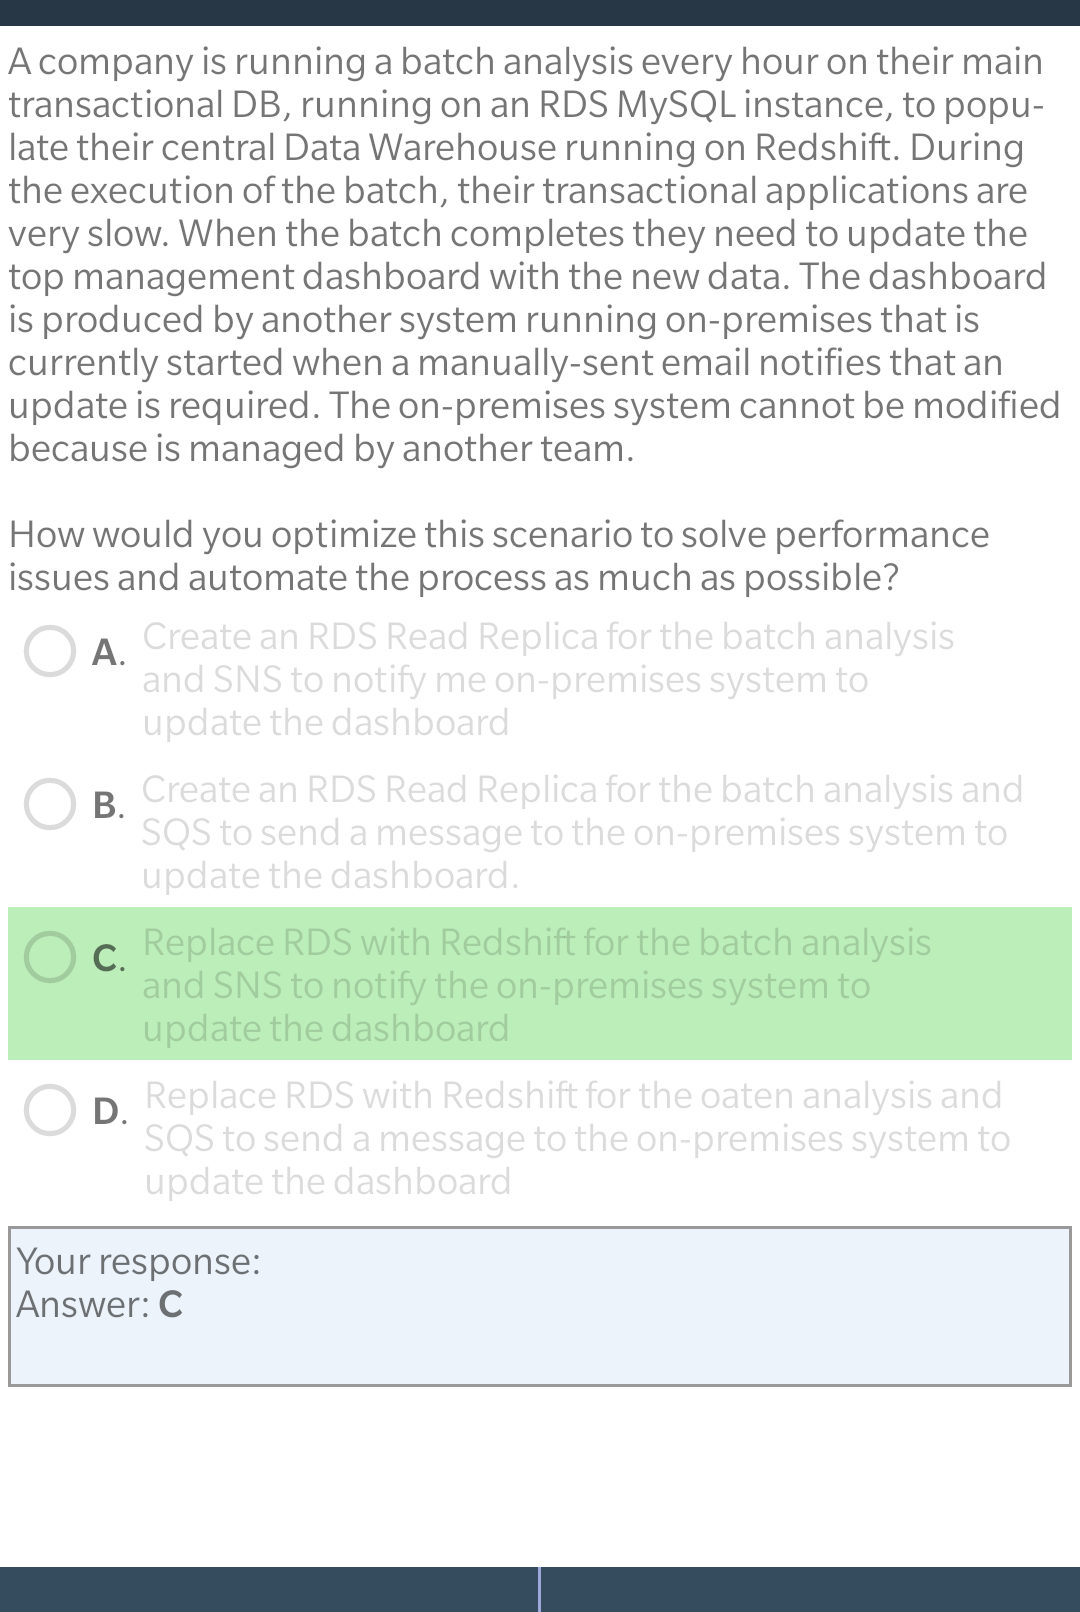 A company is running a batch analysis every hour on their main
transactional DB, running on an RDS MySQL instance, to popu-
late their central Data Warehouse running on Redshift. During
the execution of the batch, their transactional applications are
very slow. When the batch completes they need to update the
top management dashboard with the new data. The dashboard
is produced by another system running on-premises that is
currently started when a manually-sent email notifies that an
update is required. The on-premises system cannot be modified
because is managed by another team.
How would you optimize this scenario to solve performance
issues and automate the process as much as possible?
A. Create an RDS Read Replica for the batch analysis
and SNS to notify me on-premises system to
update the dashboard
B. Create an RDS Read Replica for the batch analysis and
SQS to send a message to the on-premises system to
update the dashboard.
C. Replace RDS with Redshift for the batch analysis
and SNS to notify the on-premises system to
update the dashboard
D. Replace RDS with Redshift for the oaten analysis and
SQS to send a message to the on-premises system to
update the dashboard
Your response:
Answer: C